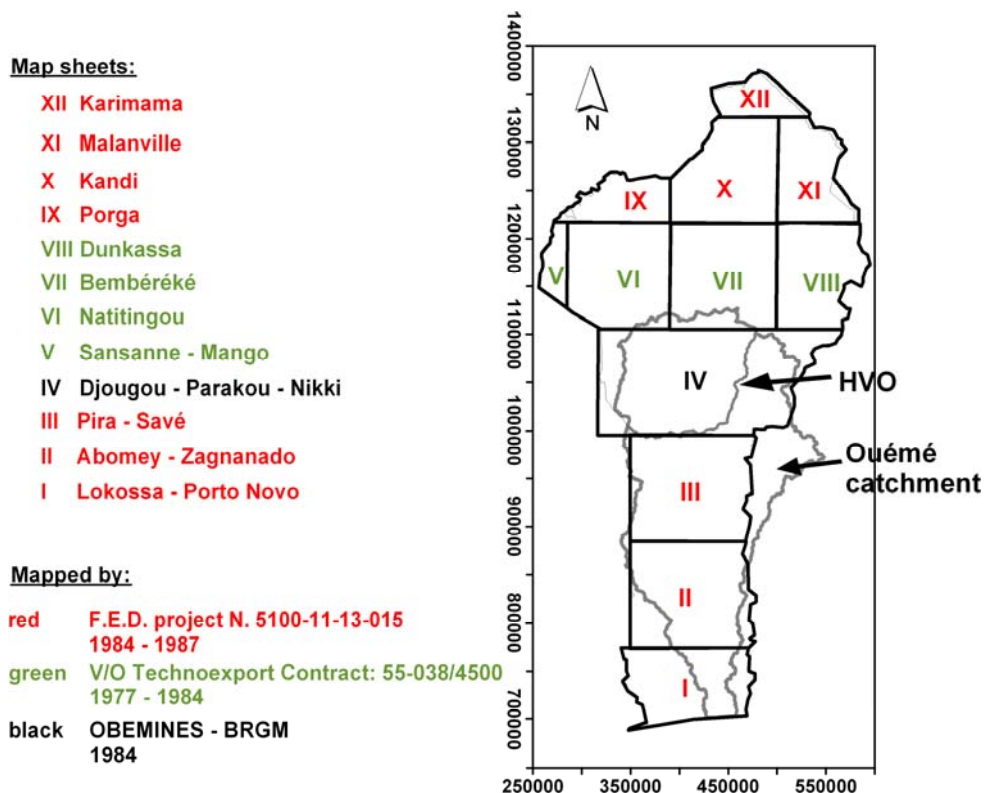 Map sheets:
XII Karimama
XI Malanville
X Kandi
IX Porga
VIII Dunkassa
VII Bembéréké
VI Natitingou
V Sansanne - Mango
IV Djougou - Parakou - Nikki
III Pira - Savé
II Abomey - Zagnanado
I Lokossa - Porto Novo
Mapped by:
red F.E.D. project N. 5100-11-13-015
1984 - 1987
green V/O Technoexport Contract: 55-038/4500
1977 - 1984
black OBEMINES - BRGM
1984
1400000
1300000
1200000
1100000
1000000
900000
800000
700000
N
XII
IX
X
XI
V
VI
VII
VIII
IV
HVO
Ouémé
catchment
III
II
I
250000 350000 450000 550000